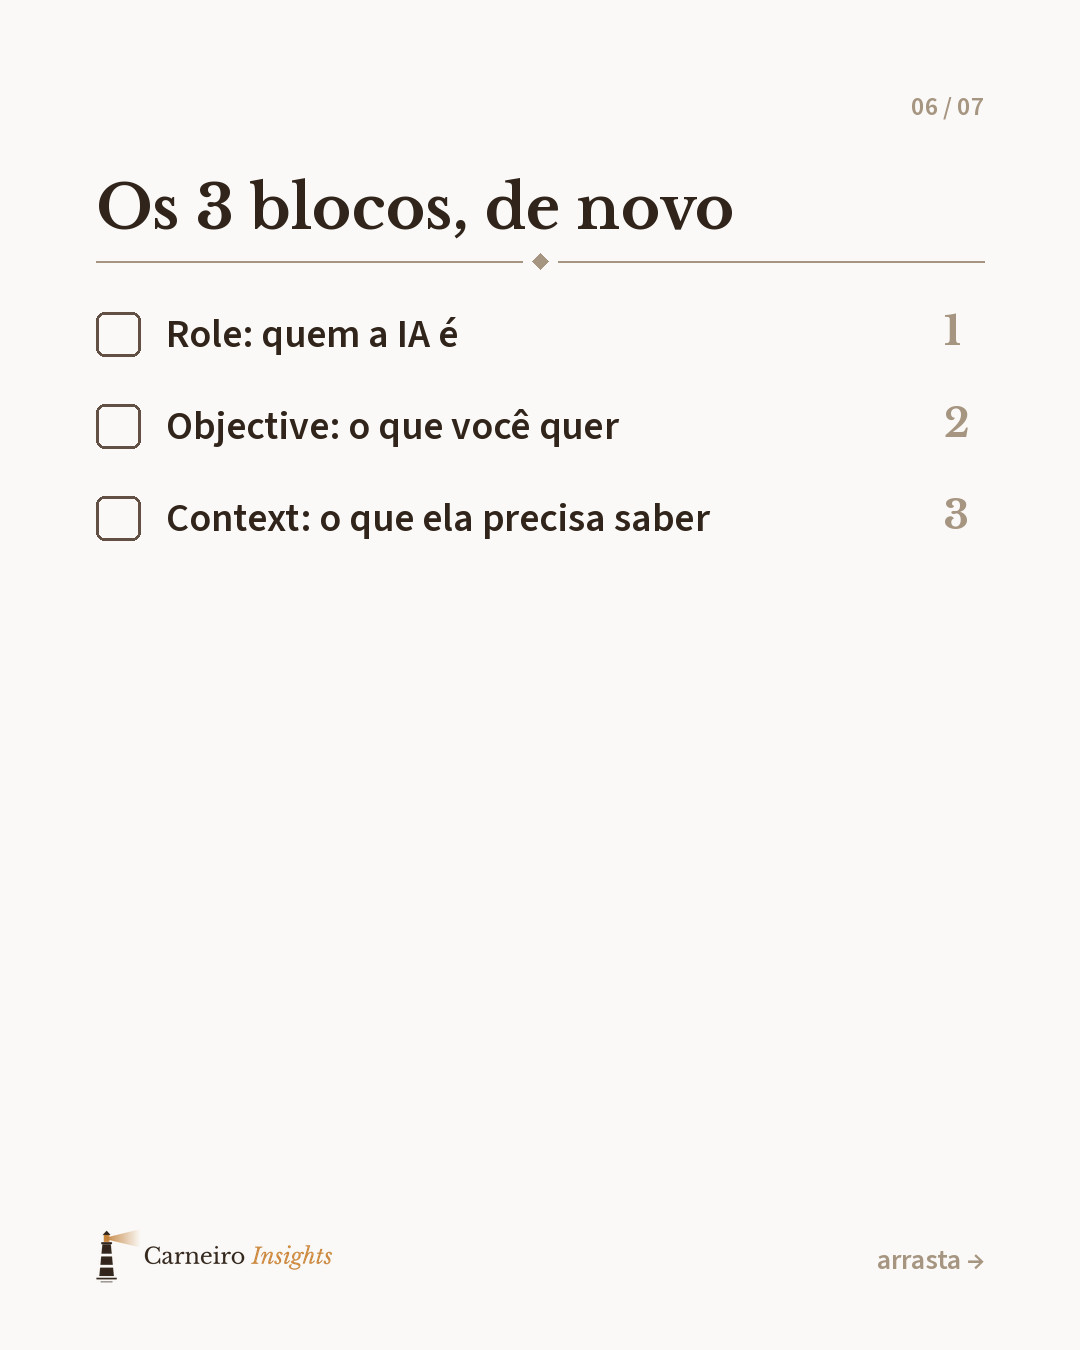 06 / 07
Os 3 blocos, de novo
Role: quem a IA é 1
Objective: o que você quer 2
Context: o que ela precisa saber 3
Carneiro Insights
arrasta →